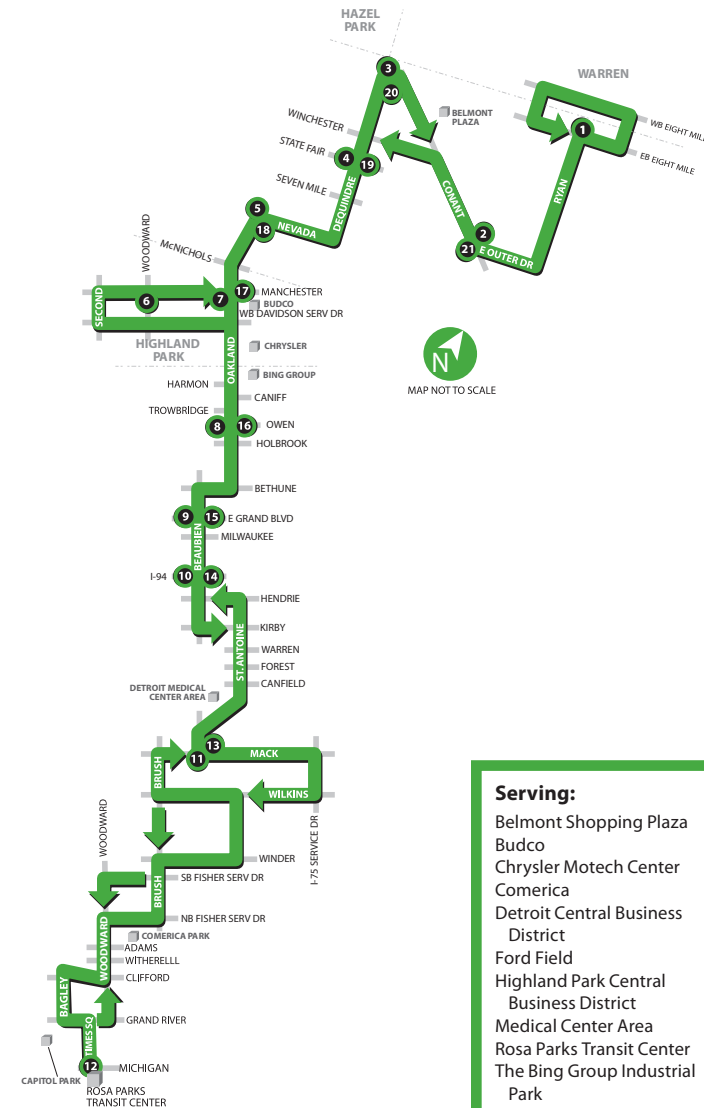 HAZEL
PARK
WARREN
3
20
1
BELMONT
PLAZA
WB EIGHT MILE
EB EIGHT MILE
WINCHESTER
STATE FAIR
4
19
SEVEN MILE
DEQUINDRE
CONANT
RYAN
5
18
NEVADA
2
21
E OUTER DR
McNICHOLS
WOODWARD
SECOND
6
7
17
MANCHESTER
BUDCO
WB DAVIDSON SERV DR
HIGHLAND
PARK
OAKLAND
CHRYSLER
BING GROUP
N
MAP NOT TO SCALE
HARMON
CANIFF
TROWBRIDGE
8
16
OWEN
HOLBROOK
BETHUNE
9
15
E GRAND BLVD
MILWAUKEE
BEAUBIEN
I-94
10
14
HENDRIE
KIRBY
ST. ANTOINE
WARREN
FOREST
CANFIELD
DETROIT MEDICAL
CENTER AREA
13
11
MACK
BRUSH
WILKINS
I-75 SERVICE DR
WOODWARD
WINDER
SB FISHER SERV DR
BRUSH
NB FISHER SERV DR
COMERICA PARK
WOODWARD
ADAMS
WITHERELLL
CLIFFORD
BAGLEY
GRAND RIVER
TIMES SQ
12
MICHIGAN
CAPITOL PARK
ROSA PARKS
TRANSIT CENTER
Serving:
Belmont Shopping Plaza
Budco
Chrysler Motech Center
Comerica
Detroit Central Business
District
Ford Field
Highland Park Central
Business District
Medical Center Area
Rosa Parks Transit Center
The Bing Group Industrial
Park